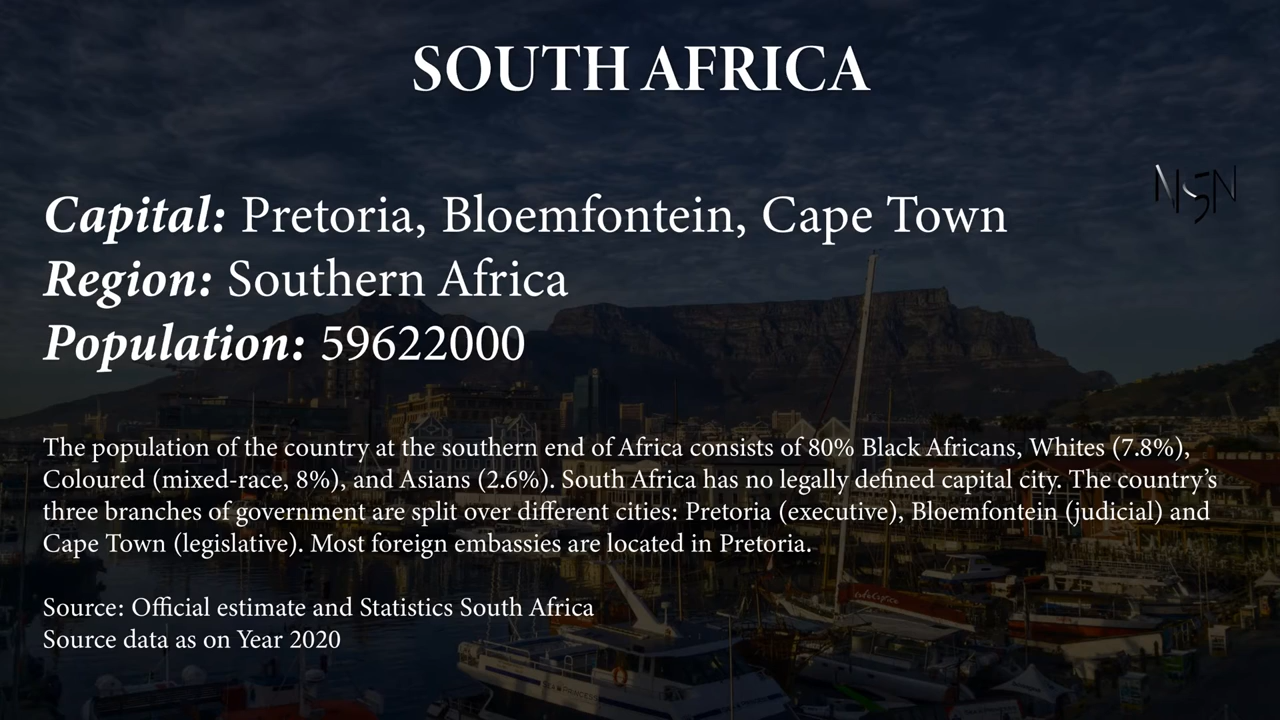 SOUTH AFRICA
NSN
Capital: Pretoria, Bloemfontein, Cape Town
Region: Southern Africa
Population: 59622000
The population of the country at the southern end of Africa consists of 80% Black Africans, Whites (7.8%),
Coloured (mixed-race, 8%), and Asians (2.6%). South Africa has no legally defined capital city. The country’s
three branches of government are split over different cities: Pretoria (executive), Bloemfontein (judicial) and
Cape Town (legislative). Most foreign embassies are located in Pretoria.
Source: Official estimate and Statistics South Africa
Source data as on Year 2020
SEA PRINCESS